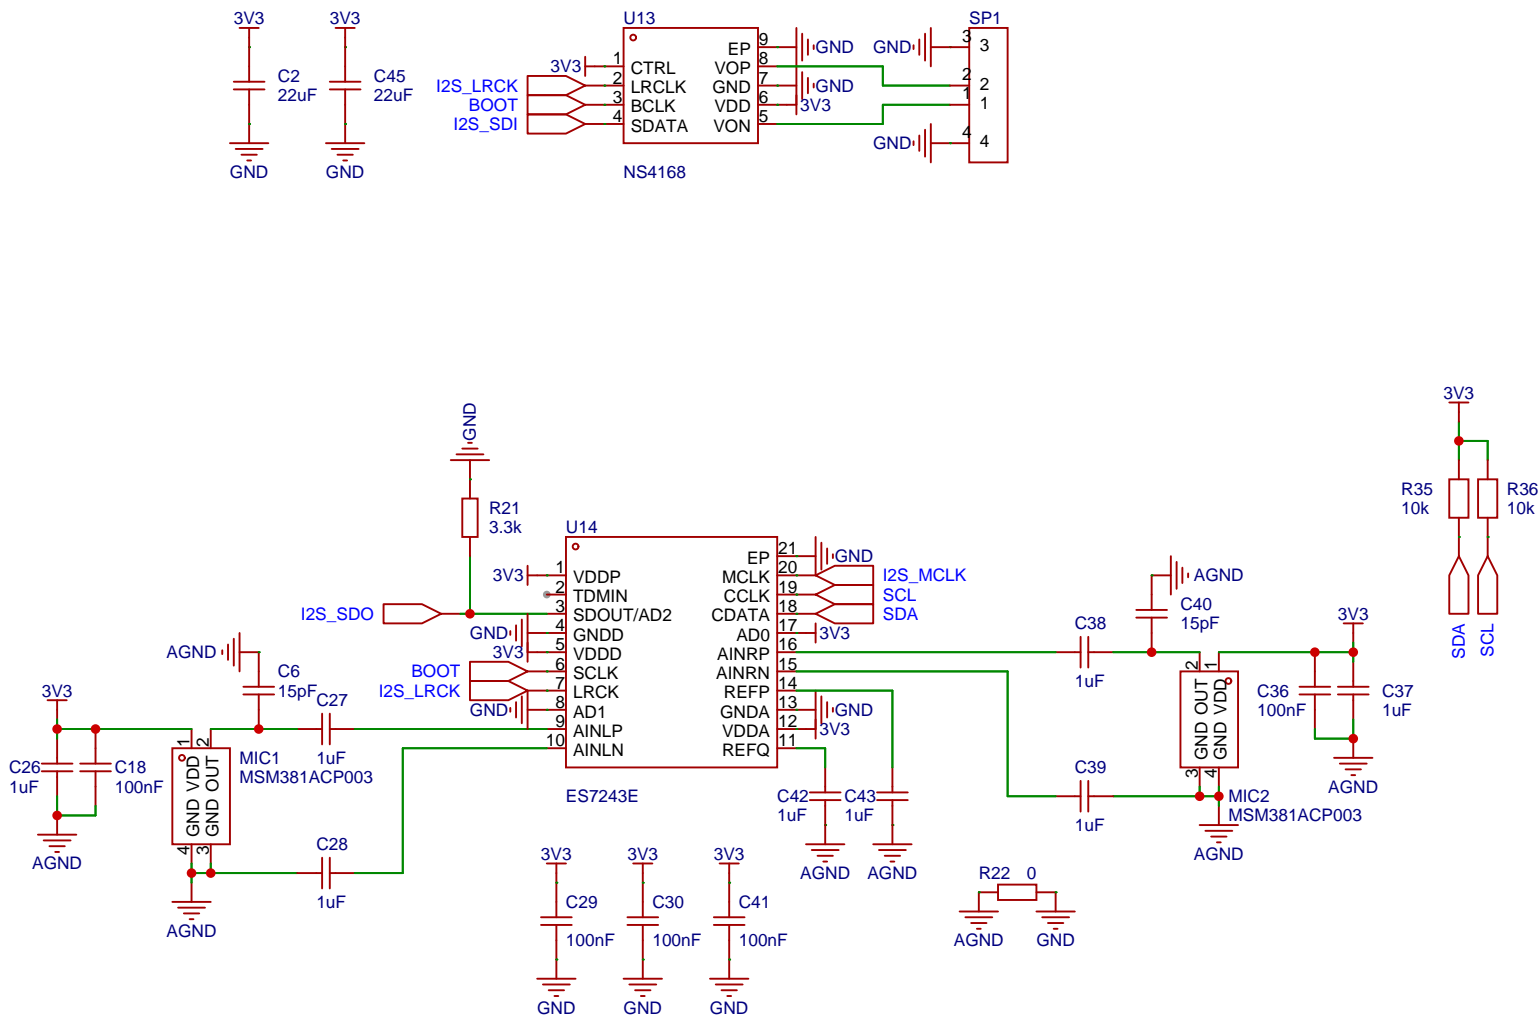 3V3
C2
22uF
GND
3V3
C45
22uF
GND
U13
3V3
I2S_LRCK
BOOT
I2S_SDI
1 CTRL
2 LRCLK
3 BCLK
4 SDATA
EP 9
VOP 8
GND 7
VDD 6
VON 5
NS4168
GND
GND
3V3
SP1
GND
3 3
2 2
1 1
4 4
GND
GND
R21
3.3k
U14
3V3
I2S_SDO
GND
3V3
BOOT
I2S_LRCK
GND
1 VDDP
2 TDMIN
3 SDOUT/AD2
4 GNDD
5 VDDD
6 SCLK
7 LRCK
8 AD1
9 AINLP
10 AINLN
EP 21
MCLK 20
CCLK 19
CDATA 18
AD0 17
AINRP 16
AINRN 15
REFP 14
GNDA 13
VDDA 12
REFQ 11
ES7243E
GND
I2S_MCLK
SCL
SDA
3V3
GND
3V3
3V3
R35
10k
R36
10k
SDA
SCL
AGND
C6
15pF
3V3
C26
1uF
C18
100nF
AGND
C27
1uF
1 2
GND VDD
GND OUT
4 3
MIC1
MSM381ACP003
C28
1uF
AGND
AGND
C40
15pF
C38
1uF
3V3
2 1
GND OUT
GND VDD
3 4
C36
100nF
C37
1uF
AGND
C39
1uF
MIC2
MSM381ACP003
AGND
C42
1uF
AGND
C43
1uF
AGND
3V3
C29
100nF
GND
3V3
C30
100nF
GND
3V3
C41
100nF
GND
R22 0
AGND
GND